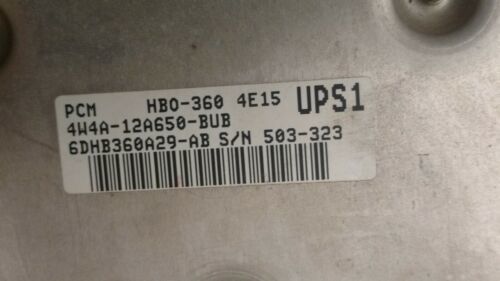 PCM HBO-360 4E15 UPS1
4W4A-12A650-BUB
6DHB360A29-AB S/N 503-323